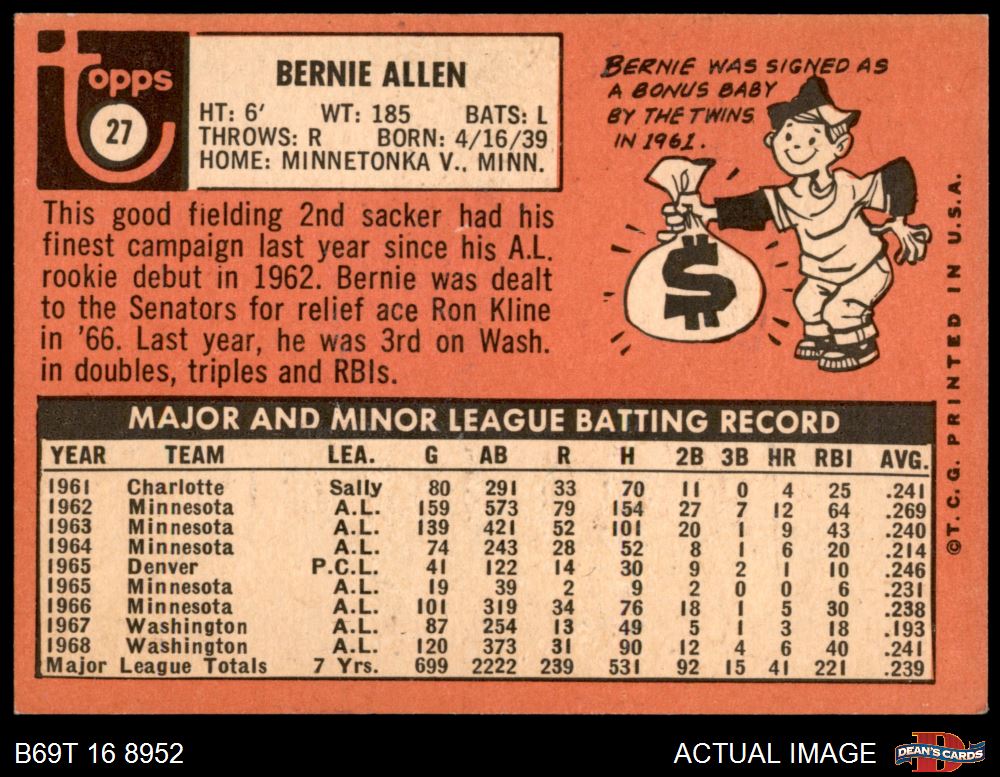 topps
27
BERNIE ALLEN
HT: 6' WT: 185 BATS: L
THROWS: R BORN: 4/16/39
HOME: MINNETONKA V., MINN.
BERNIE WAS SIGNED AS
A BONUS BABY
BY THE TWINS
IN 1961.
$
This good fielding 2nd sacker had his
finest campaign last year since his A.L.
rookie debut in 1962. Bernie was dealt
to the Senators for relief ace Ron Kline
in '66. Last year, he was 3rd on Wash.
in doubles, triples and RBIs.
MAJOR AND MINOR LEAGUE BATTING RECORD
YEAR TEAM LEA. G AB R H 2B 3B HR RBI AVG.
1961 Charlotte Sally 80 291 33 70 11 0 4 25 .241
1962 Minnesota A.L. 159 573 79 154 27 7 12 64 .269
1963 Minnesota A.L. 139 421 52 101 20 1 9 43 .240
1964 Minnesota A.L. 74 243 28 52 8 1 6 20 .214
1965 Denver P.C.L. 41 122 14 30 9 2 1 10 .246
1965 Minnesota A.L. 19 39 2 9 2 0 0 6 .231
1966 Minnesota A.L. 101 319 34 76 18 1 5 30 .238
1967 Washington A.L. 87 254 13 49 5 1 3 18 .193
1968 Washington A.L. 120 373 31 90 12 4 6 40 .241
Major League Totals 7 Yrs. 699 2222 239 531 92 15 41 221 .239
©T.C.G. PRINTED IN U.S.A.
B69T 16 8952
ACTUAL IMAGE
D
DEAN'S CARDS